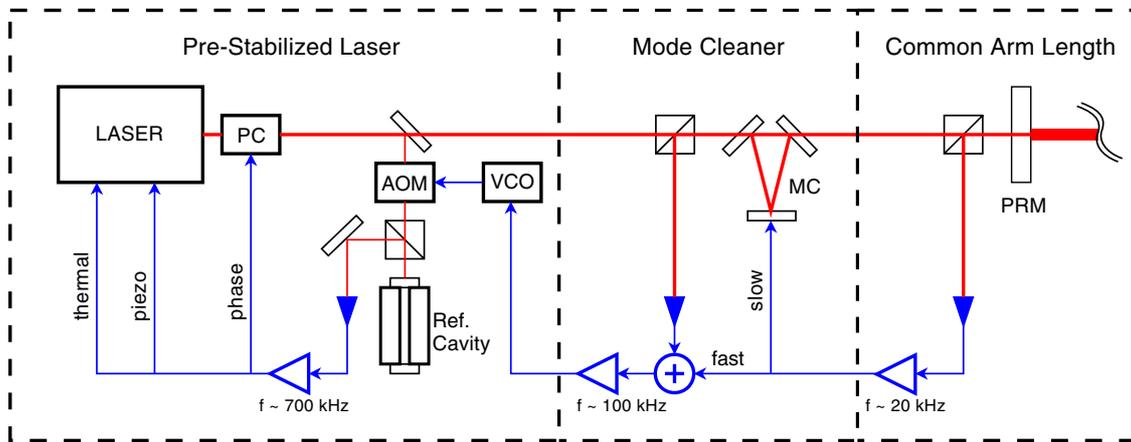 Pre-Stabilized Laser
Mode Cleaner
Common Arm Length
LASER
PC
AOM
VCO
MC
PRM
thermal
piezo
phase
Ref.
Cavity
slow
fast
+
f ~ 700 kHz
f ~ 100 kHz
f ~ 20 kHz